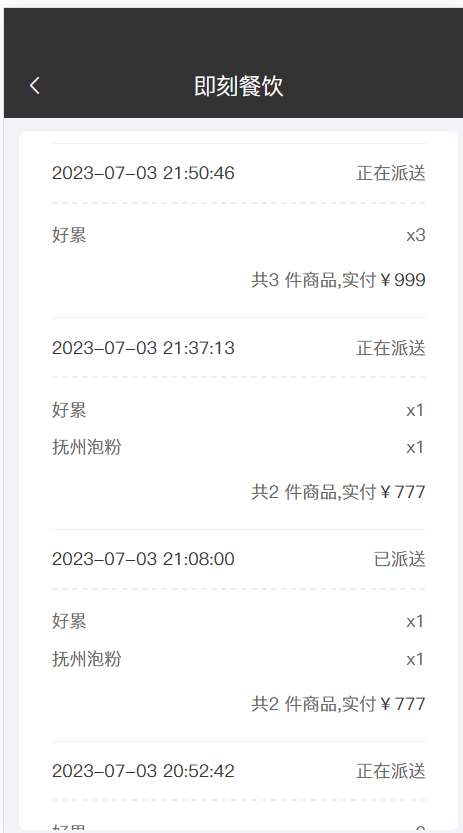 即刻餐饮
2023-07-03 21:50:46 正在派送
好累 x3
共3 件商品,实付￥999
2023-07-03 21:37:13 正在派送
好累 x1
抚州泡粉 x1
共2 件商品,实付￥777
2023-07-03 21:08:00 已派送
好累 x1
抚州泡粉 x1
共2 件商品,实付￥777
2023-07-03 20:52:42 正在派送